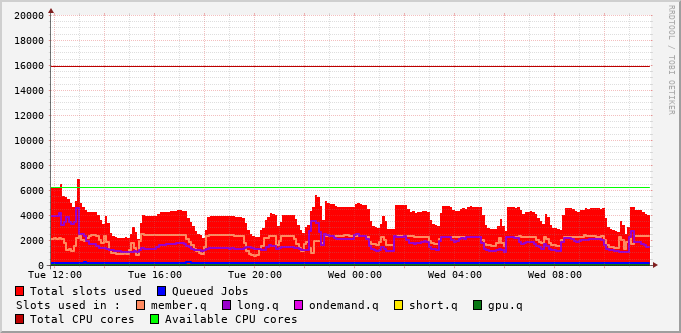 20000
18000
16000
14000
12000
10000
8000
6000
4000
2000
0
Tue 12:00 Tue 16:00 Tue 20:00 Wed 00:00 Wed 04:00 Wed 08:00
RRDTOOL / TOBI OETIKER
Total slots used Queued Jobs
Slots used in : member.q long.q ondemand.q short.q gpu.q
Total CPU cores Available CPU cores